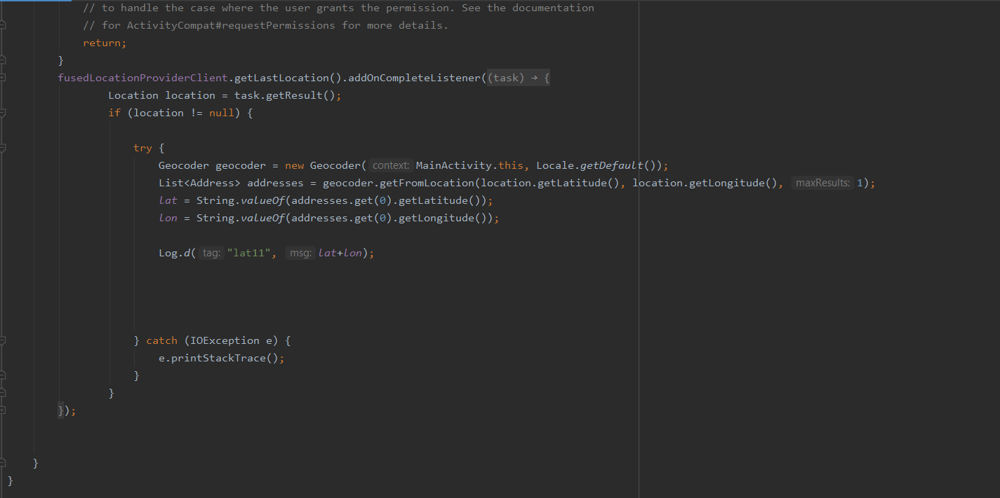 // to handle the case where the user grants the permission. See the documentation
// for ActivityCompat#requestPermissions for more details.
return;
}
fusedLocationProviderClient.getLastLocation().addOnCompleteListener((task) → {
Location location = task.getResult();
if (location != null) {
try {
Geocoder geocoder = new Geocoder( context: MainActivity.this, Locale.getDefault());
List<Address> addresses = geocoder.getFromLocation(location.getLatitude(), location.getLongitude(), maxResults: 1);
lat = String.valueOf(addresses.get(0).getLatitude());
lon = String.valueOf(addresses.get(0).getLongitude());
Log.d( tag: "lat11", msg: lat+lon);
} catch (IOException e) {
e.printStackTrace();
}
}
});
}
}